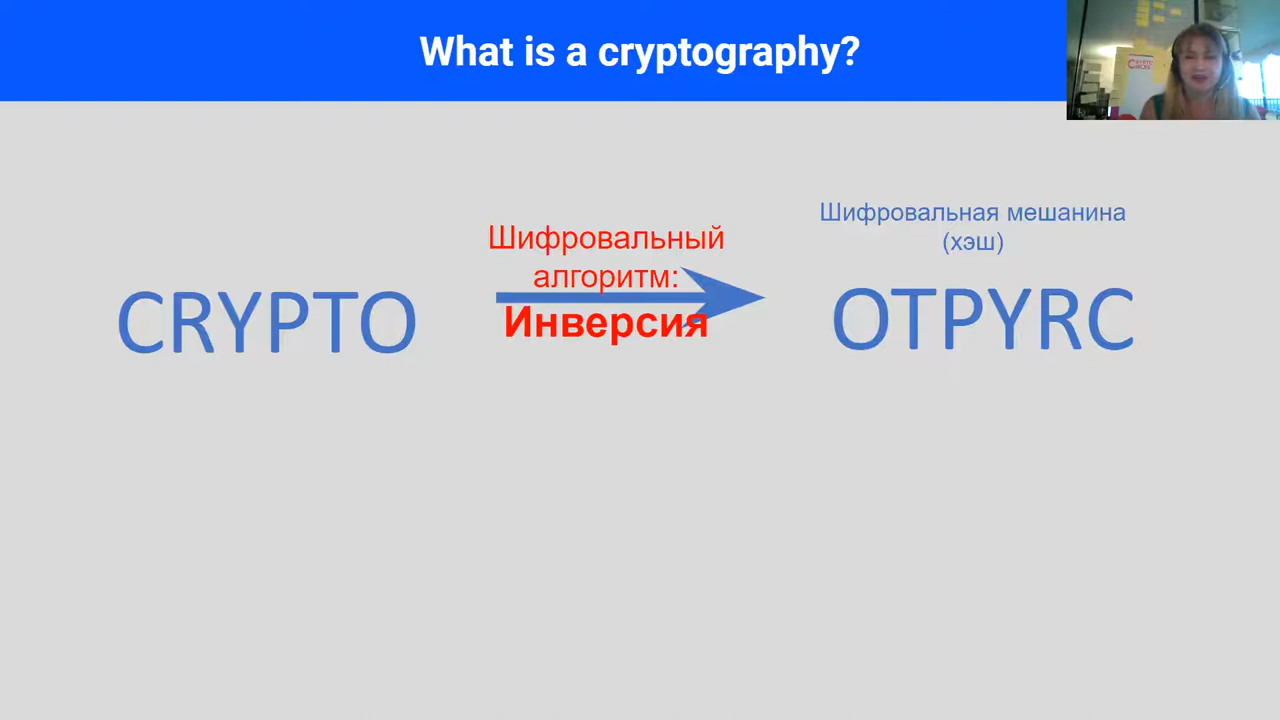 What is a cryptography?
Шифровальная мешанина
(хэш)
Шифровальный
алгоритм:
Инверсия
CRYPTO
OTPYRC